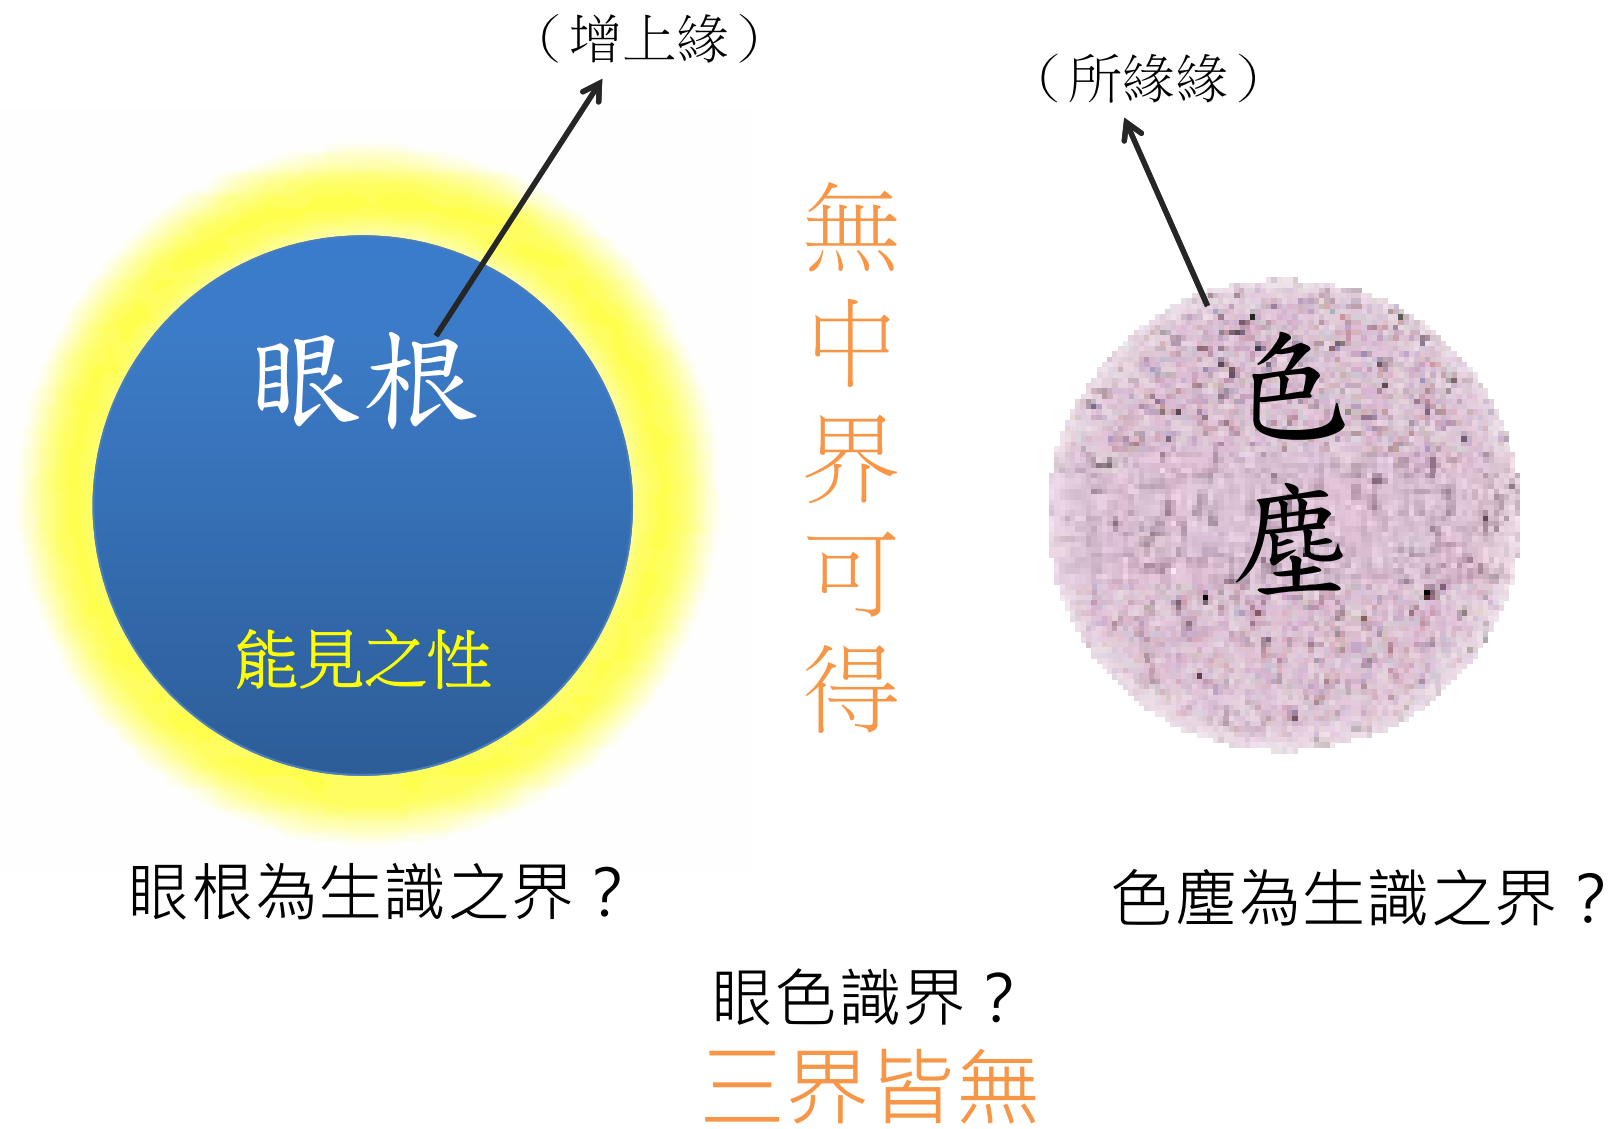 （增上緣）
（所緣緣）
眼根
能見之性
無中界可得
色塵
眼根為生識之界？
色塵為生識之界？
眼色識界？
三界皆無